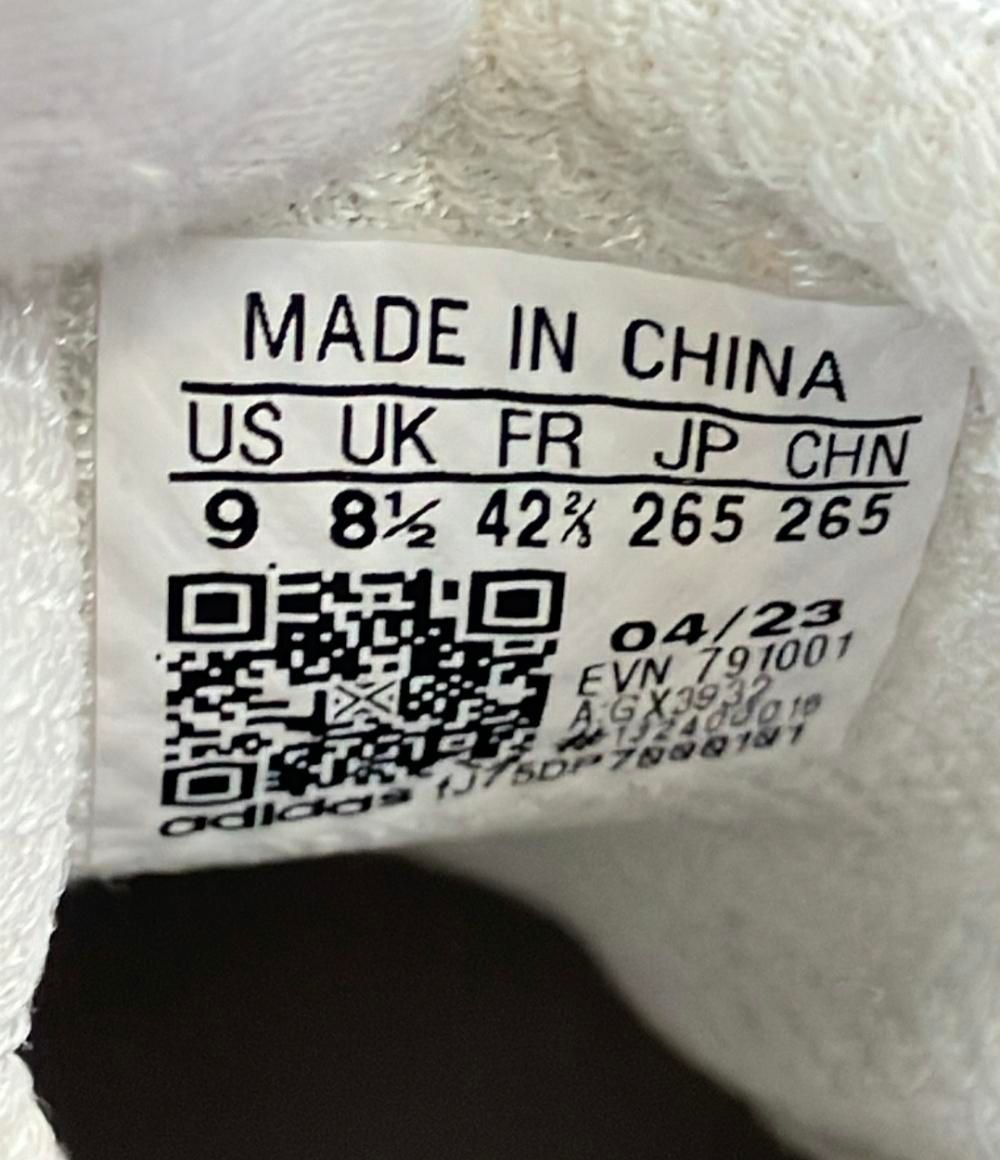 MADE IN CHINA
US UK FR JP CHN
9 8½ 42⅔ 265 265
04/23
EVN 791001
adidas